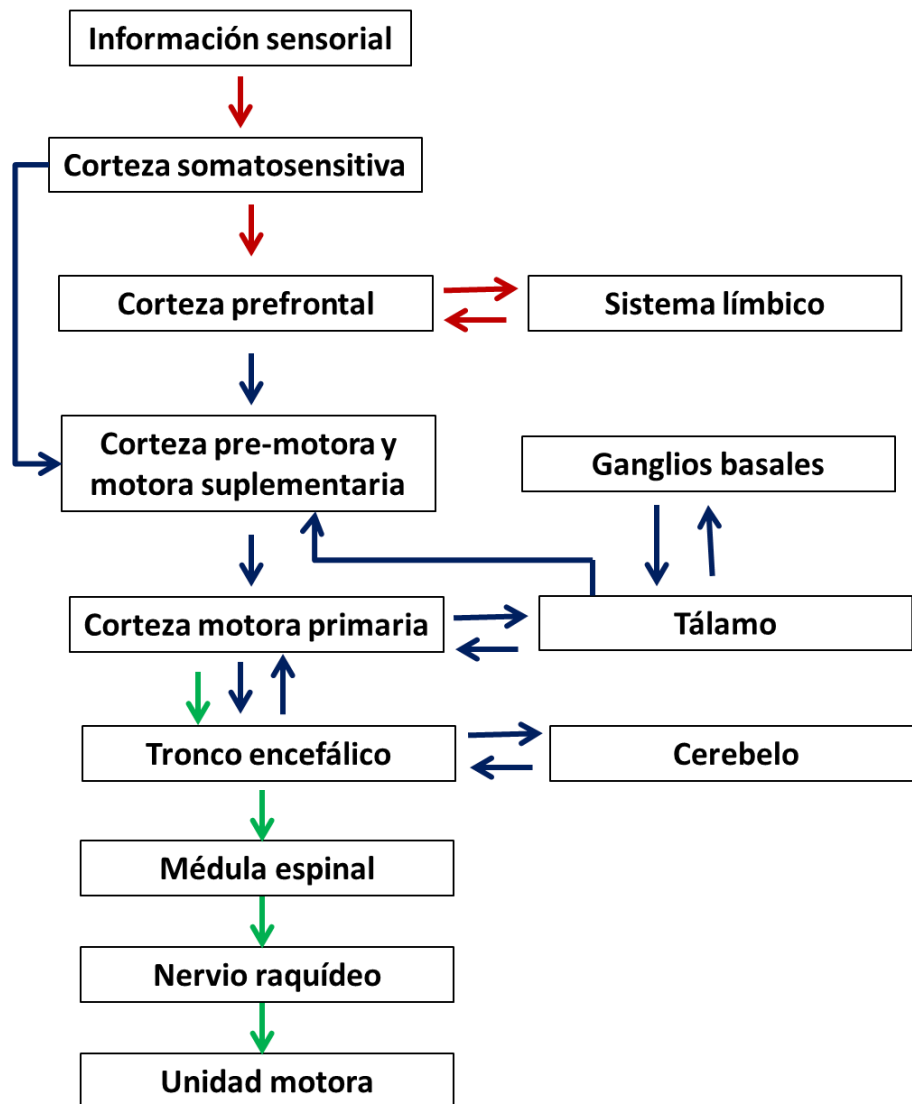 Información sensorial
Corteza somatosensitiva
Corteza prefrontal
Sistema límbico
Corteza pre-motora y
motora suplementaria
Ganglios basales
Corteza motora primaria
Tálamo
Tronco encefálico
Cerebelo
Médula espinal
Nervio raquídeo
Unidad motora